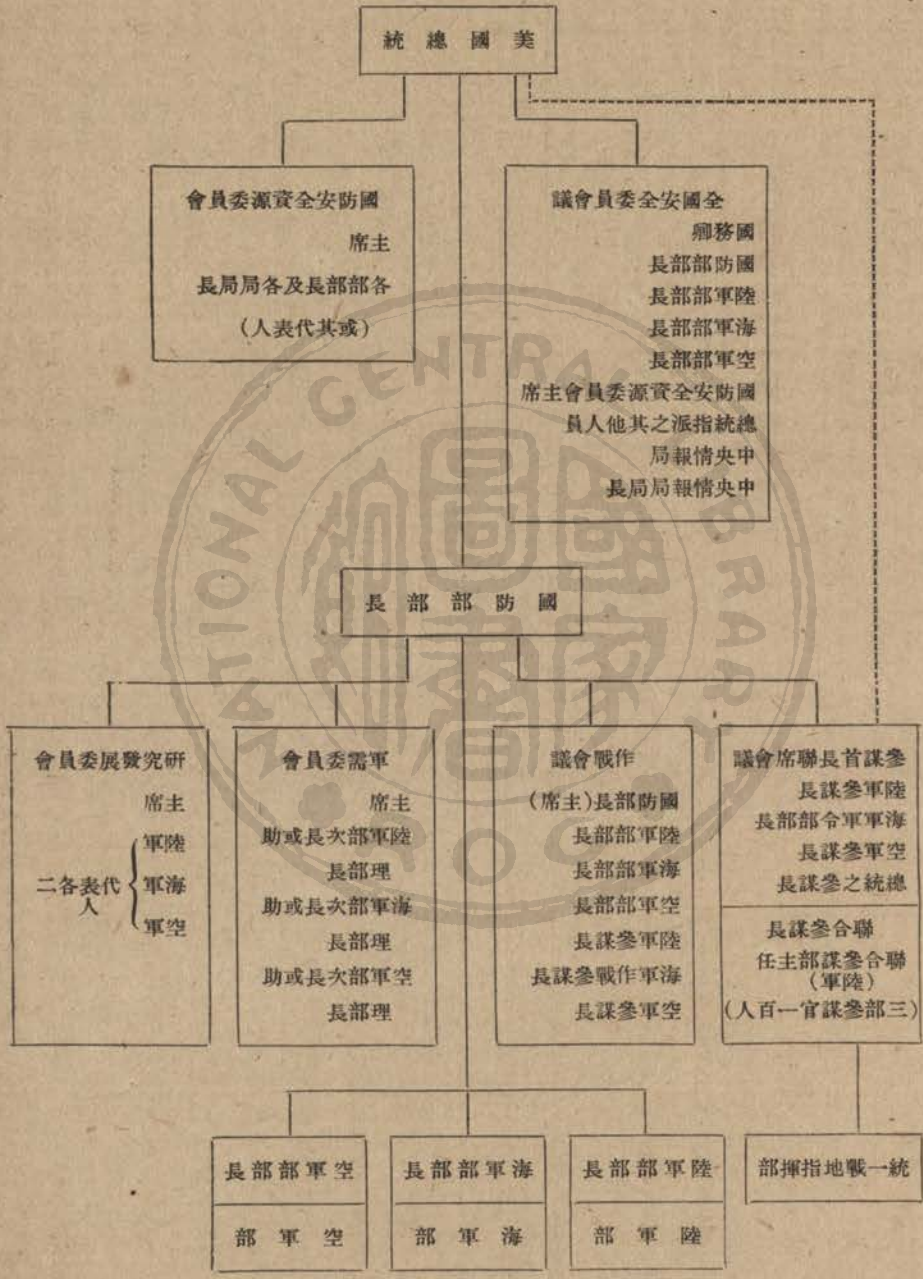 美國總統
全國安全委員會議
國務卿
國防部部長
陸軍部部長
海軍部部長
空軍部部長
國防安全資源委員會主席
總統指派之其他人員
中央情報局
中央情報局局長
國防安全資源委員會
主席
各部部長及各局局長
(或其代表人)
國防部部長
參謀首長聯席會議
陸軍參謀長
海軍軍令部部長
空軍參謀長
總統之參謀長
聯合參謀長
聯合參謀部主任
(陸軍)
(三部參謀官一百人)
作戰會議
國防部長(主席)
陸軍部部長
海軍部部長
空軍部部長
陸軍參謀長
海軍作戰參謀長
空軍參謀長
軍需委員會
主席
陸軍部次長或助
理部長
海軍部次長或助
理部長
空軍部次長或助
理部長
研究發展委員會
主席
陸軍
海軍
空軍
代表各二
人
統一戰地指揮部
陸軍部部長
陸軍部
海軍部部長
海軍部
空軍部部長
空軍部
NATIONAL CENTRAL LIBRARY
ROC
國家圖書館